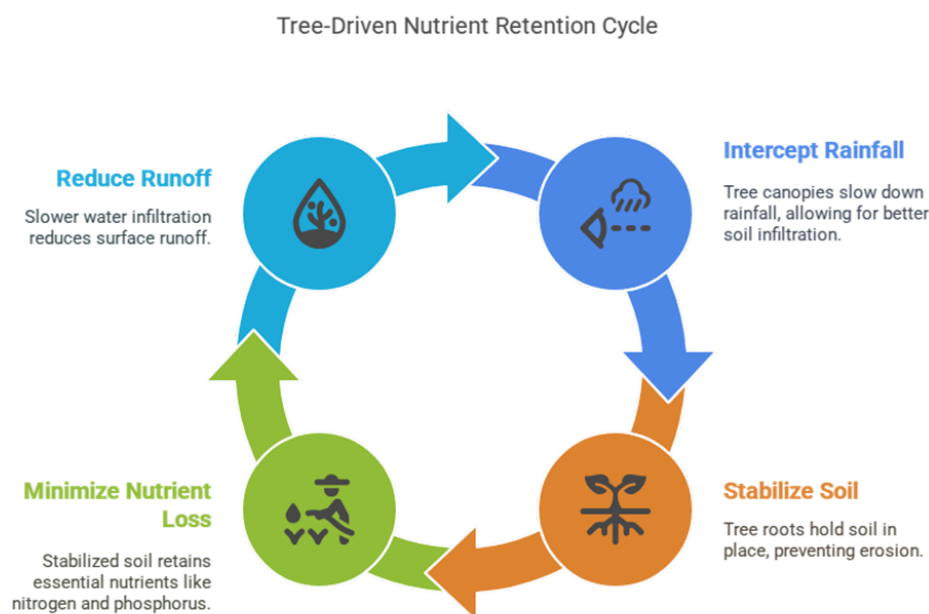 Tree-Driven Nutrient Retention Cycle
Reduce Runoff
Slower water infiltration
reduces surface runoff.
Intercept Rainfall
Tree canopies slow down
rainfall, allowing for better
soil infiltration.
Minimize Nutrient
Loss
Stabilized soil retains
essential nutrients like
nitrogen and phosphorus.
Stabilize Soil
Tree roots hold soil in
place, preventing erosion.